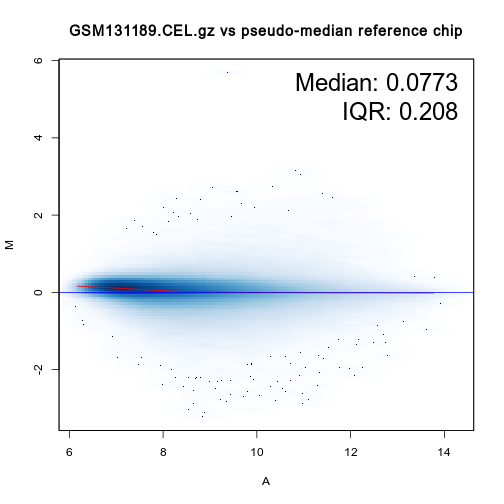 GSM131189.CEL.gz vs pseudo-median reference chip
Median: 0.0773
IQR: 0.208
6
4
2
0
-2
M
6 8 10 12 14
A